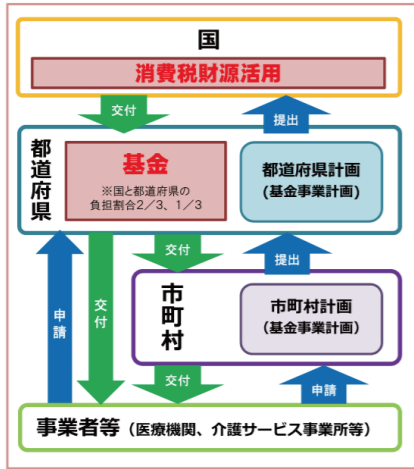 国
消費税財源活用
交付
提出
都道府県
基金
※国と都道府県の
負担割合2/3、1/3
都道府県計画
(基金事業計画)
申請
交付
交付
提出
市町村
市町村計画
(基金事業計画)
交付
申請
事業者等(医療機関、介護サービス事業所等)